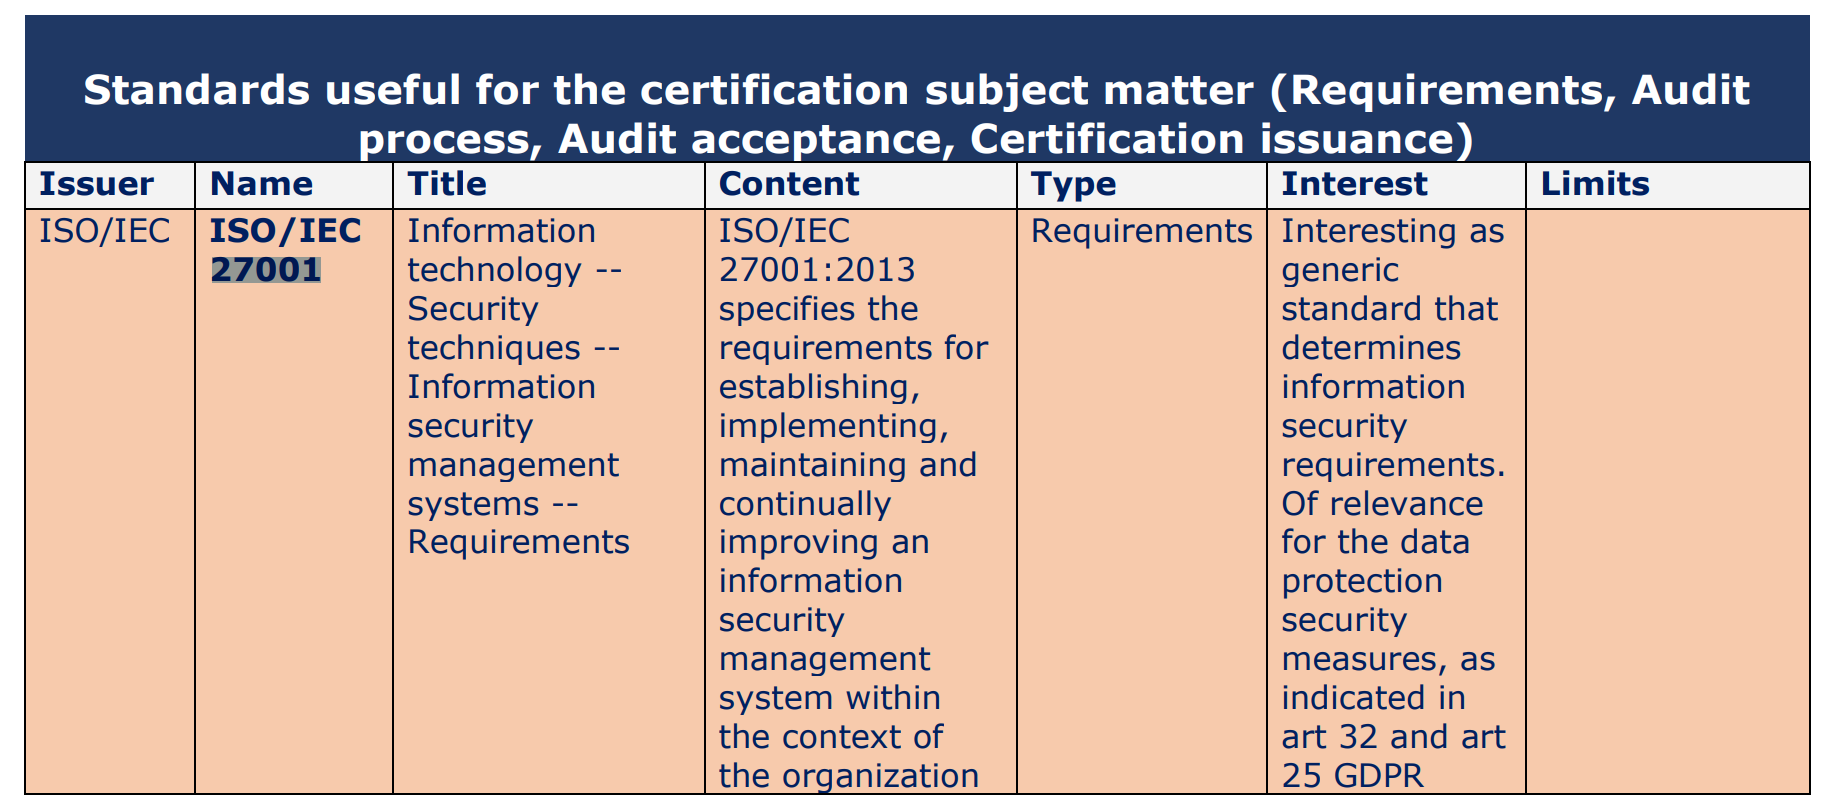 Standards useful for the certification subject matter (Requirements, Audit
process, Audit acceptance, Certification issuance)
Issuer
Name
Title
Content
Type
Interest
Limits
ISO/IEC
ISO/IEC
27001
Information
technology --
Security
techniques --
Information
security
management
systems --
Requirements
ISO/IEC
27001:2013
specifies the
requirements for
establishing,
implementing,
maintaining and
continually
improving an
information
security
management
system within
the context of
the organization
Requirements
Interesting as
generic
standard that
determines
information
security
requirements.
Of relevance
for the data
protection
security
measures, as
indicated in
art 32 and art
25 GDPR